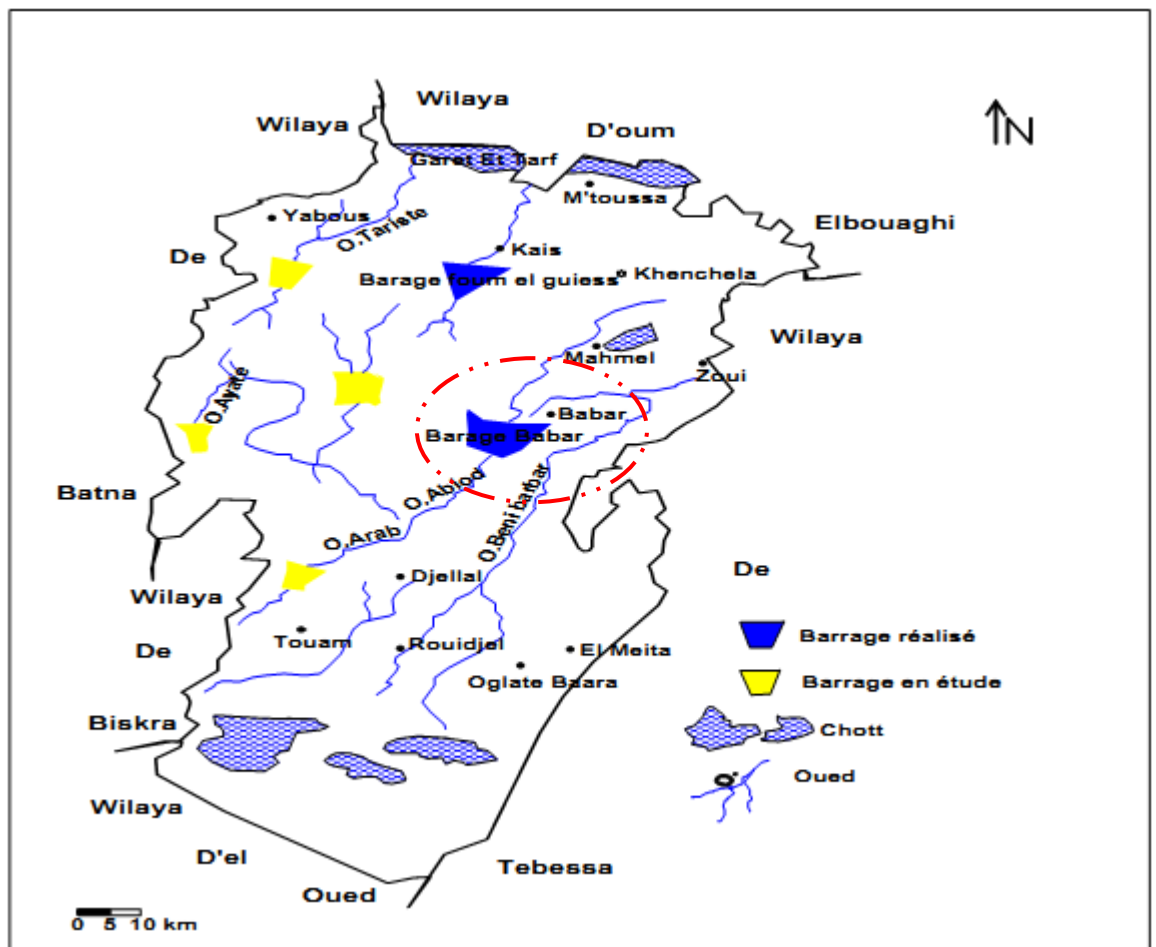 Wilaya
Wilaya
D'oum
N
Garet Et Tarf
M'toussa
Yabous
O.Tariste
Elbouaghi
De
Kais
Barage foum el guiess
Khenchela
Wilaya
Mahmel
Zoui
O.Ayate
Babar
Barage Babar
Batna
O.Abiod
O.Beni barbar
O.Arab
De
Djellal
Wilaya
Barrage réalisé
Touam
Rouidjel
El Meita
De
Oglate Baara
Barrage en étude
Biskra
Chott
O.
Oued
Wilaya
D'el
Tebessa
Oued
0 5 10 km